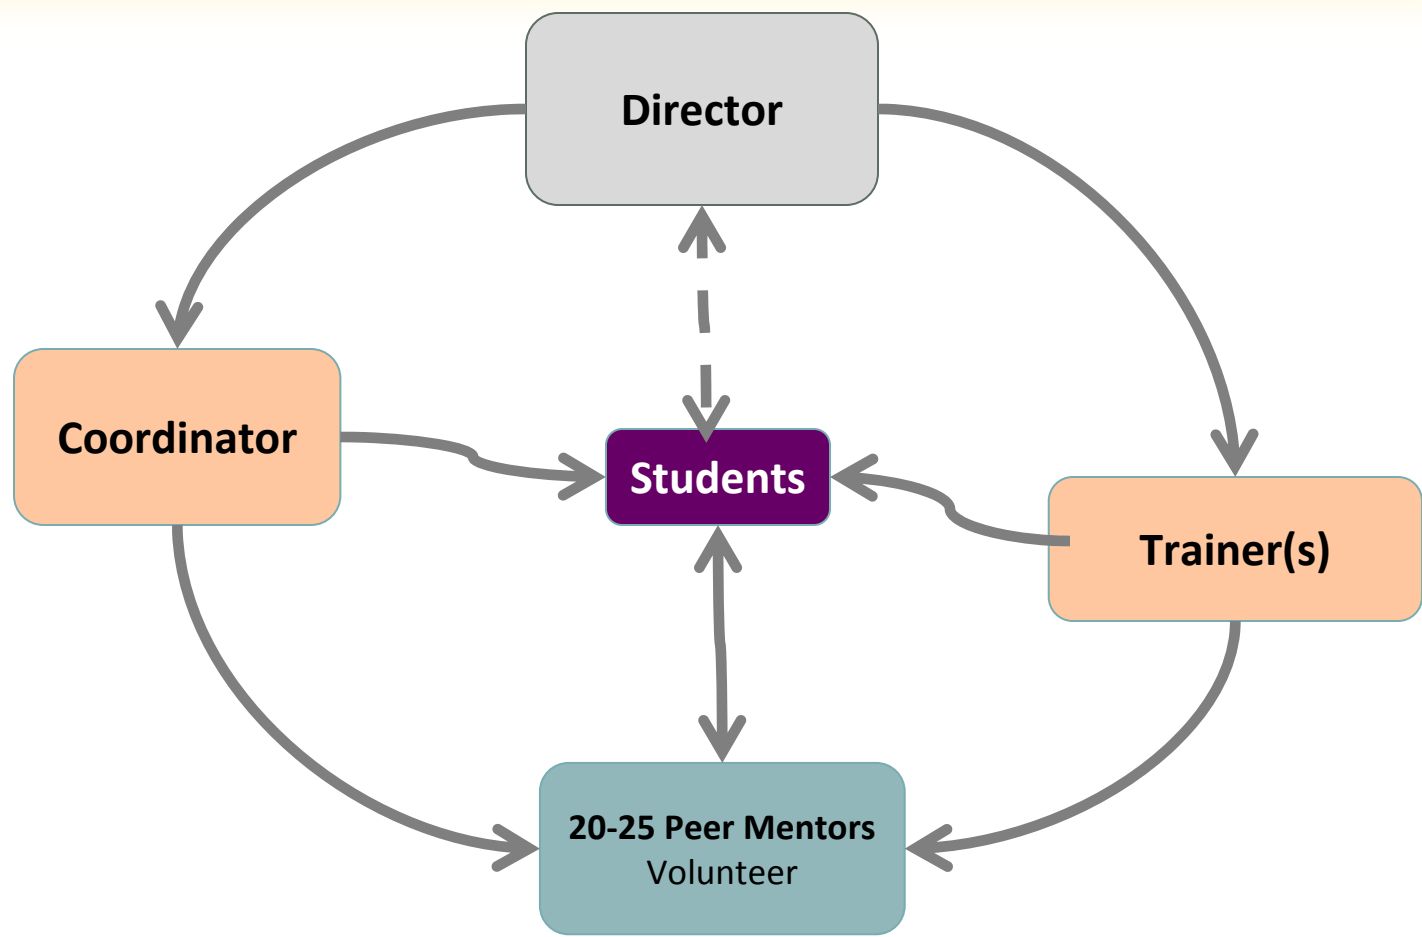 Director
Coordinator
Students
Trainer(s)
20-25 Peer Mentors
Volunteer